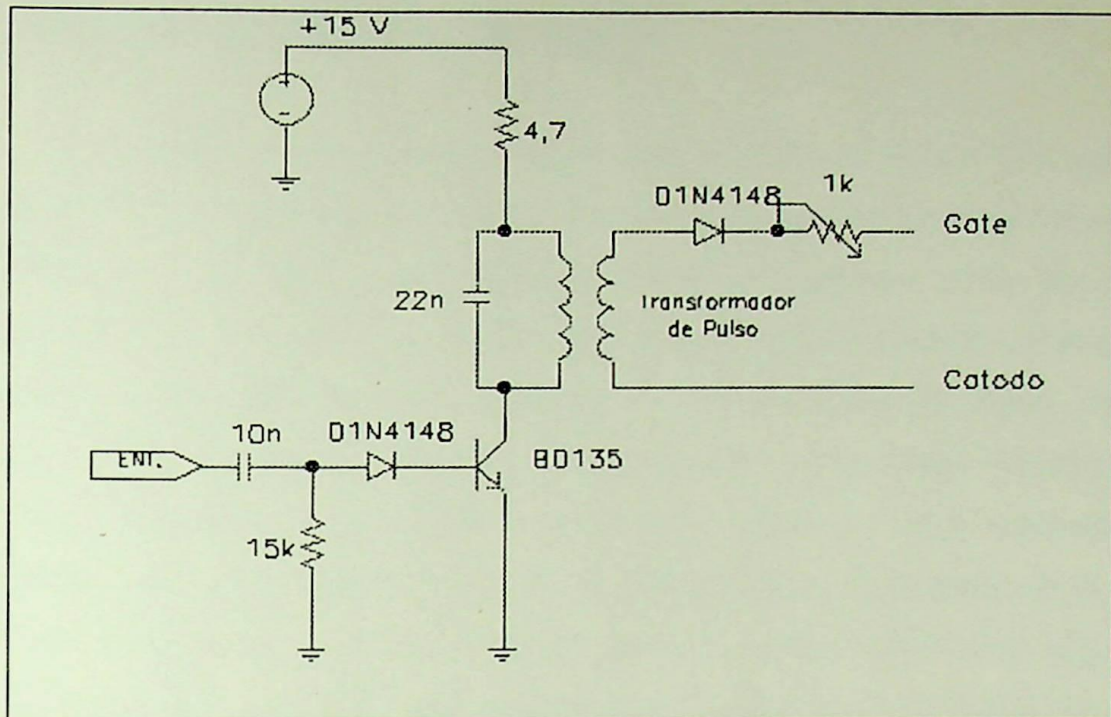 +15 V
4,7
D1N4148
1k
Gate
22n
Transformador
de Pulso
Catodo
10n
D1N4148
ENT.
BD135
15k